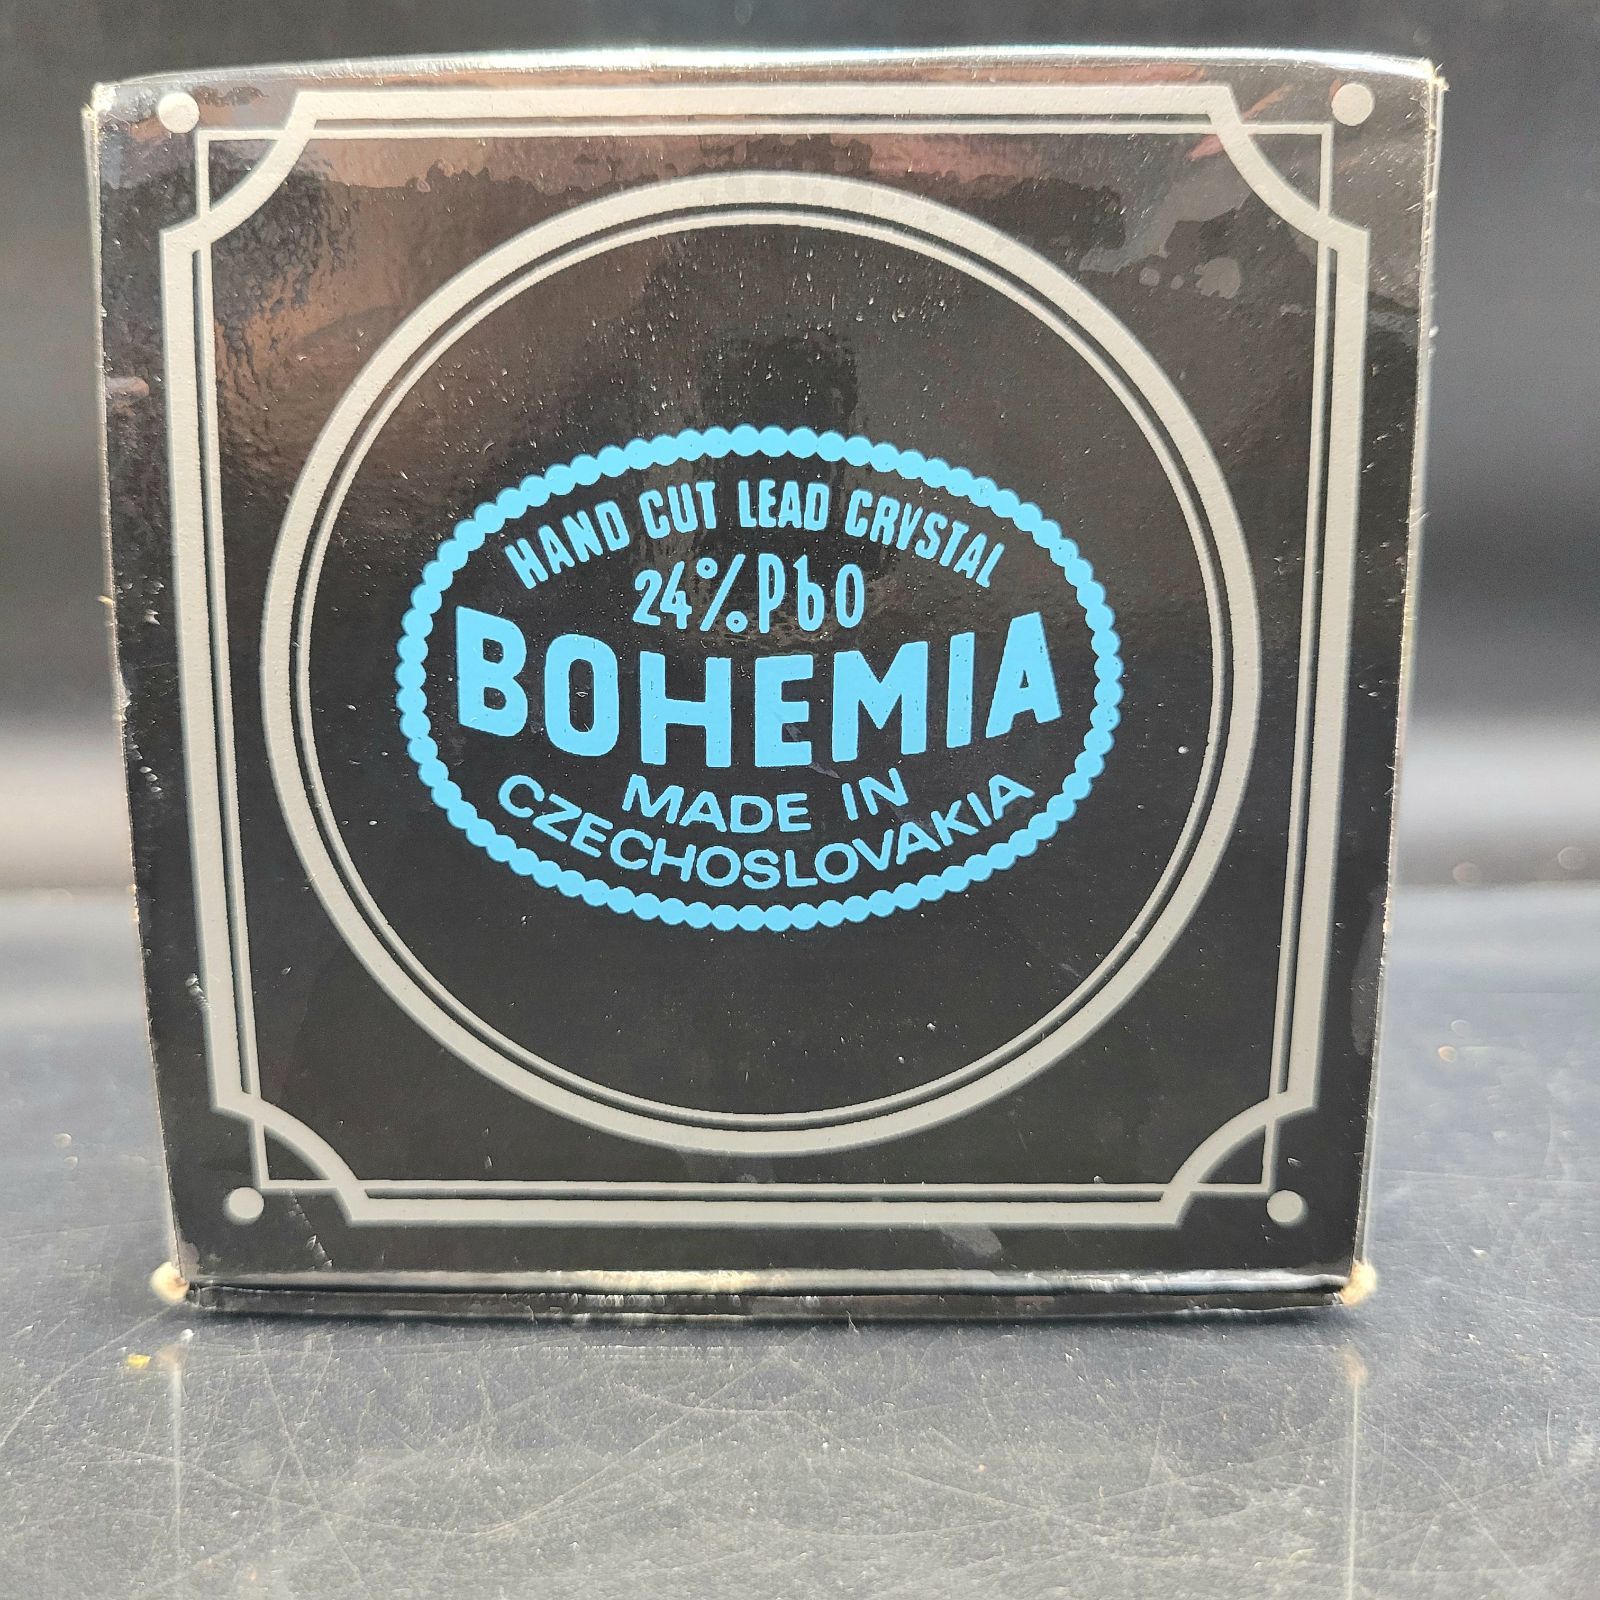 HAND CUT LEAD CRYSTAL
24% PbO
BOHEMIA
MADE IN
CZECHOSLOVAKIA